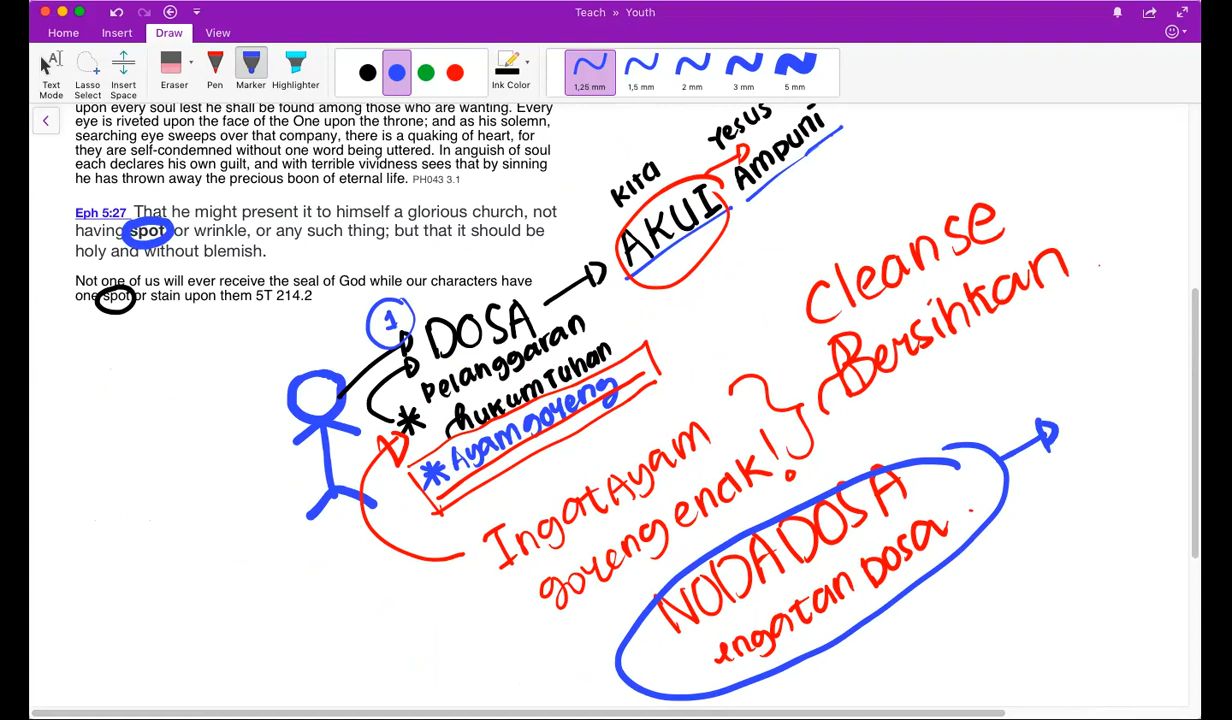 Teach » Youth
Home Insert Draw View
Text Mode
Lasso Select
Insert Space
Eraser
Pen
Marker
Highlighter
Ink Color
1,25 mm
1,5 mm
2 mm
3 mm
5 mm
upon every soul lest he shall be found among those who are wanting. Every
eye is riveted upon the face of the One upon the throne; and as his solemn,
searching eye sweeps over that company, there is a quaking of heart, for
they are self-condemned without one word being uttered. In anguish of soul
each declares his own guilt, and with terrible vividness sees that by sinning
he has thrown away the precious boon of eternal life. PH043 3.1
Eph 5:27 That he might present it to himself a glorious church, not
having spot, or wrinkle, or any such thing; but that it should be
holy and without blemish.
Not one of us will ever receive the seal of God while our characters have
one spot or stain upon them 5T 214.2
kita
AKUI
Yesus
Ampuni
1
DOSA
* Pelanggaran
hukum Tuhan
* Ayam goreng
Ingat Ayam
goreng enak!
Cleanse
Bersihkan
NODA DOSA
ingatan Dosa